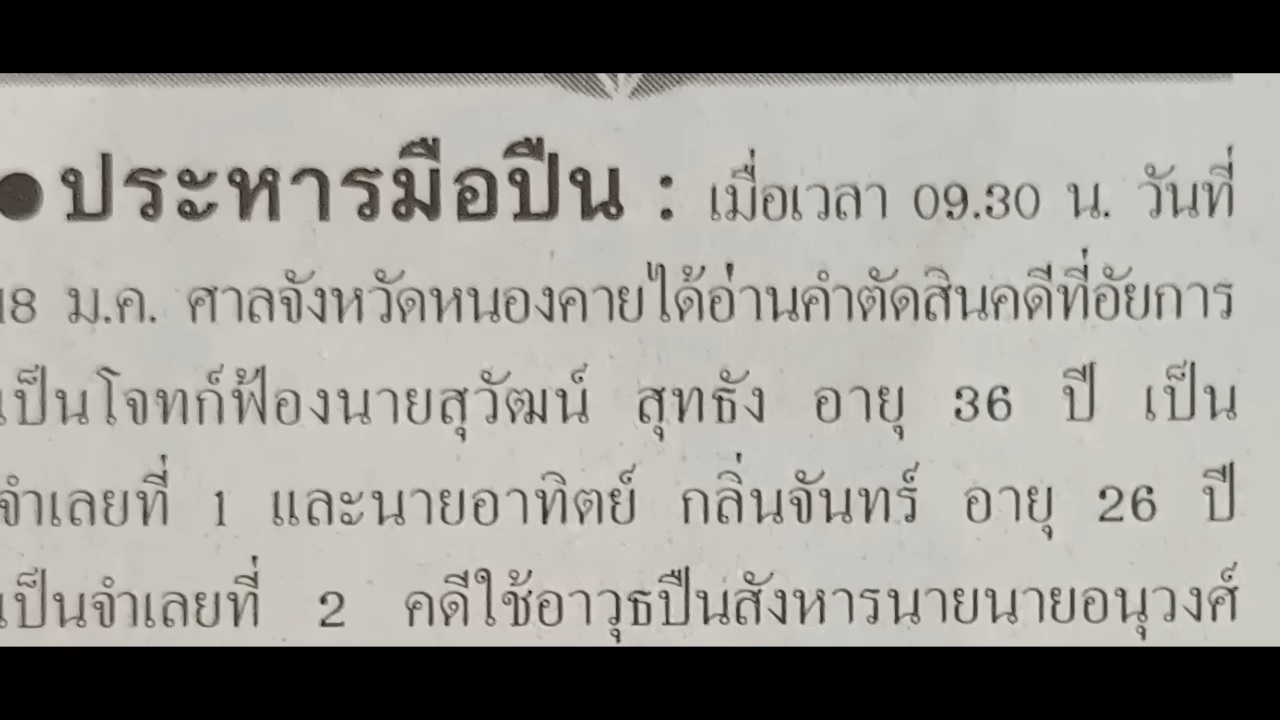 ●ประหารมือปืน : เมื่อเวลา 09.30 น. วันที่
18 ม.ค. ศาลจังหวัดหนองคายได้อ่านคำตัดสินคดีที่อัยการ
เป็นโจทก์ฟ้องนายสุวัฒน์ สุทธัง อายุ 36 ปี เป็น
จำเลยที่ 1 และนายอาทิตย์ กลิ่นจันทร์ อายุ 26 ปี
เป็นจำเลยที่ 2 คดีใช้อาวุธปืนสังหารนายนายอนุวงศ์